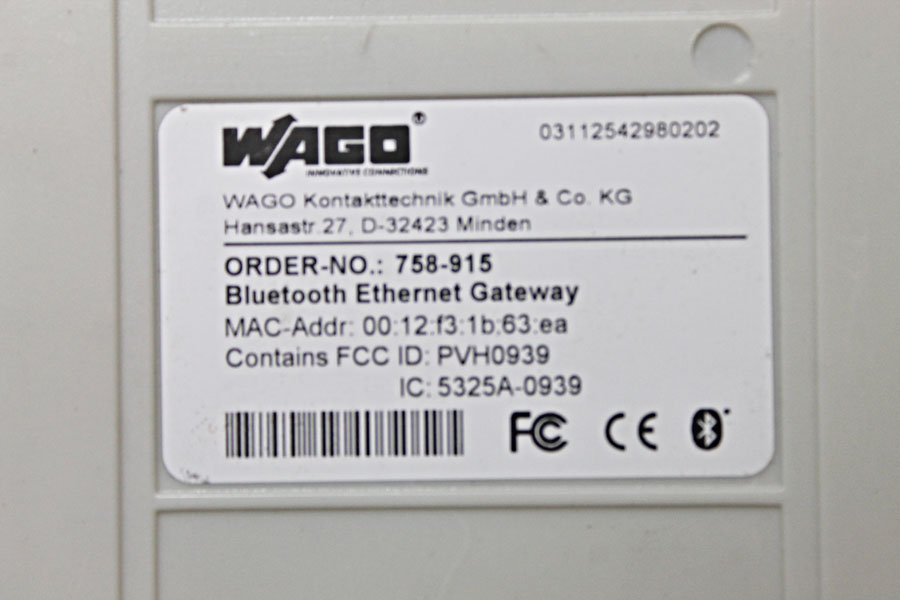 WAGO®
INNOVATIVE CONNECTIONS
03112542980202
WAGO Kontakttechnik GmbH & Co. KG
Hansastr.27, D-32423 Minden
ORDER-NO.: 758-915
Bluetooth Ethernet Gateway
MAC-Addr: 00:12:f3:1b:63:ea
Contains FCC ID: PVH0939
IC: 5325A-0939
FC CE